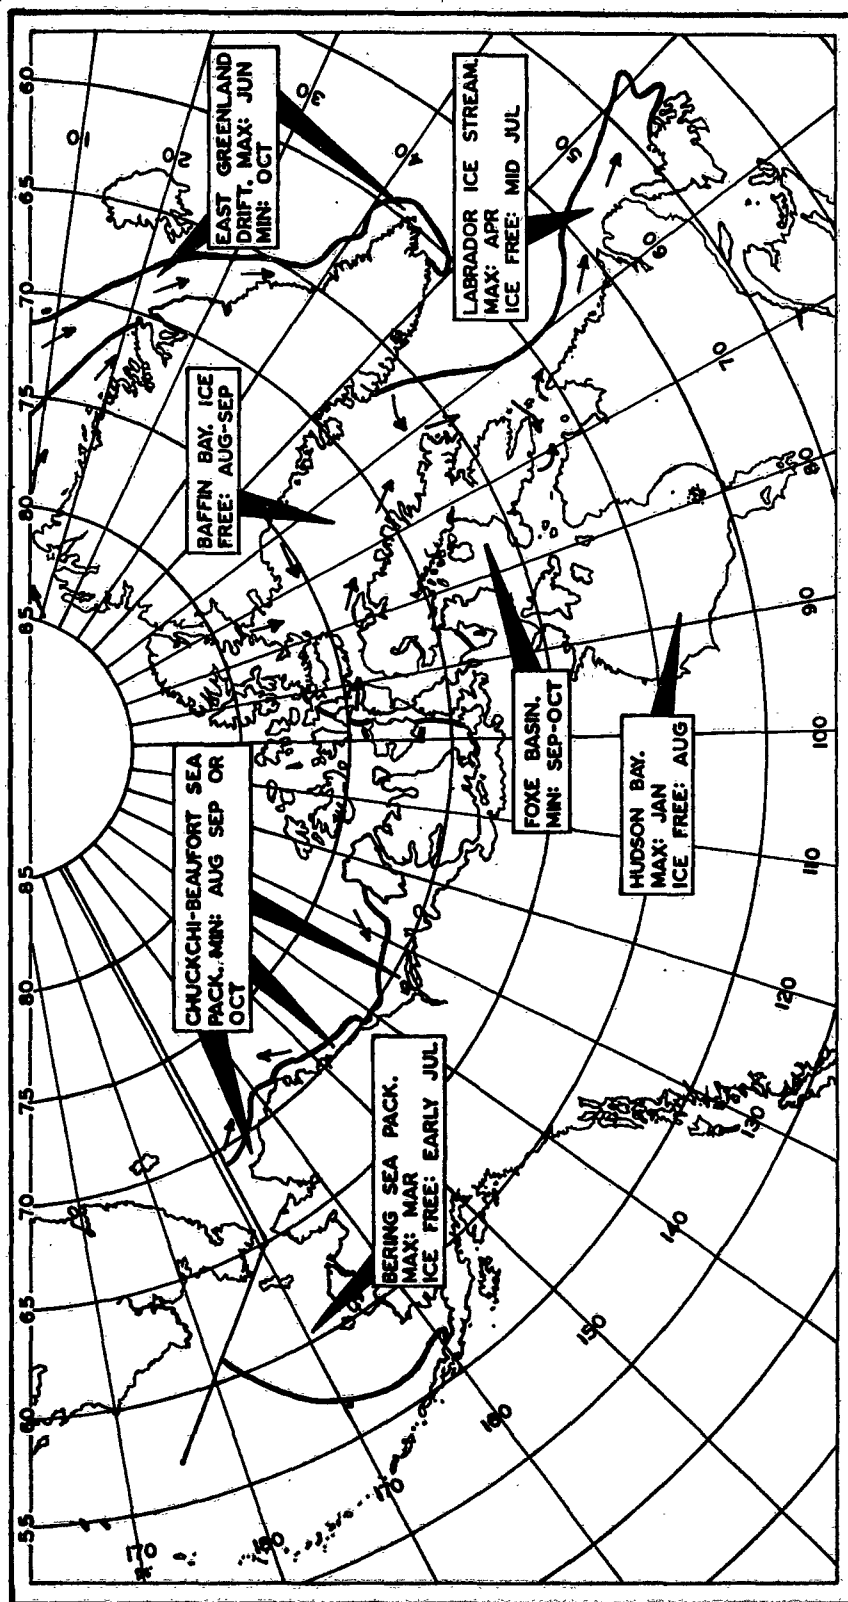 55
60
65
70
75
80
85
85
80
75
70
65
60
CHUCKCHI-BEAUFORT SEA
PACK. MIN: AUG SEP OR
OCT
BAFFIN BAY. ICE
FREE: AUG-SEP
EAST GREENLAND
DRIFT. MAX: JUN
MIN: OCT
BERING SEA PACK.
MAX: MAR
ICE FREE: EARLY JUL
LABRADOR ICE STREAM.
MAX: APR
ICE FREE: MID JUL
FOXE BASIN.
MIN: SEP-OCT
HUDSON BAY.
MAX: JAN
ICE FREE: AUG
170
180
170
160
150
140
130
120
110
100
90
80
70
60
50
40
30
20
10